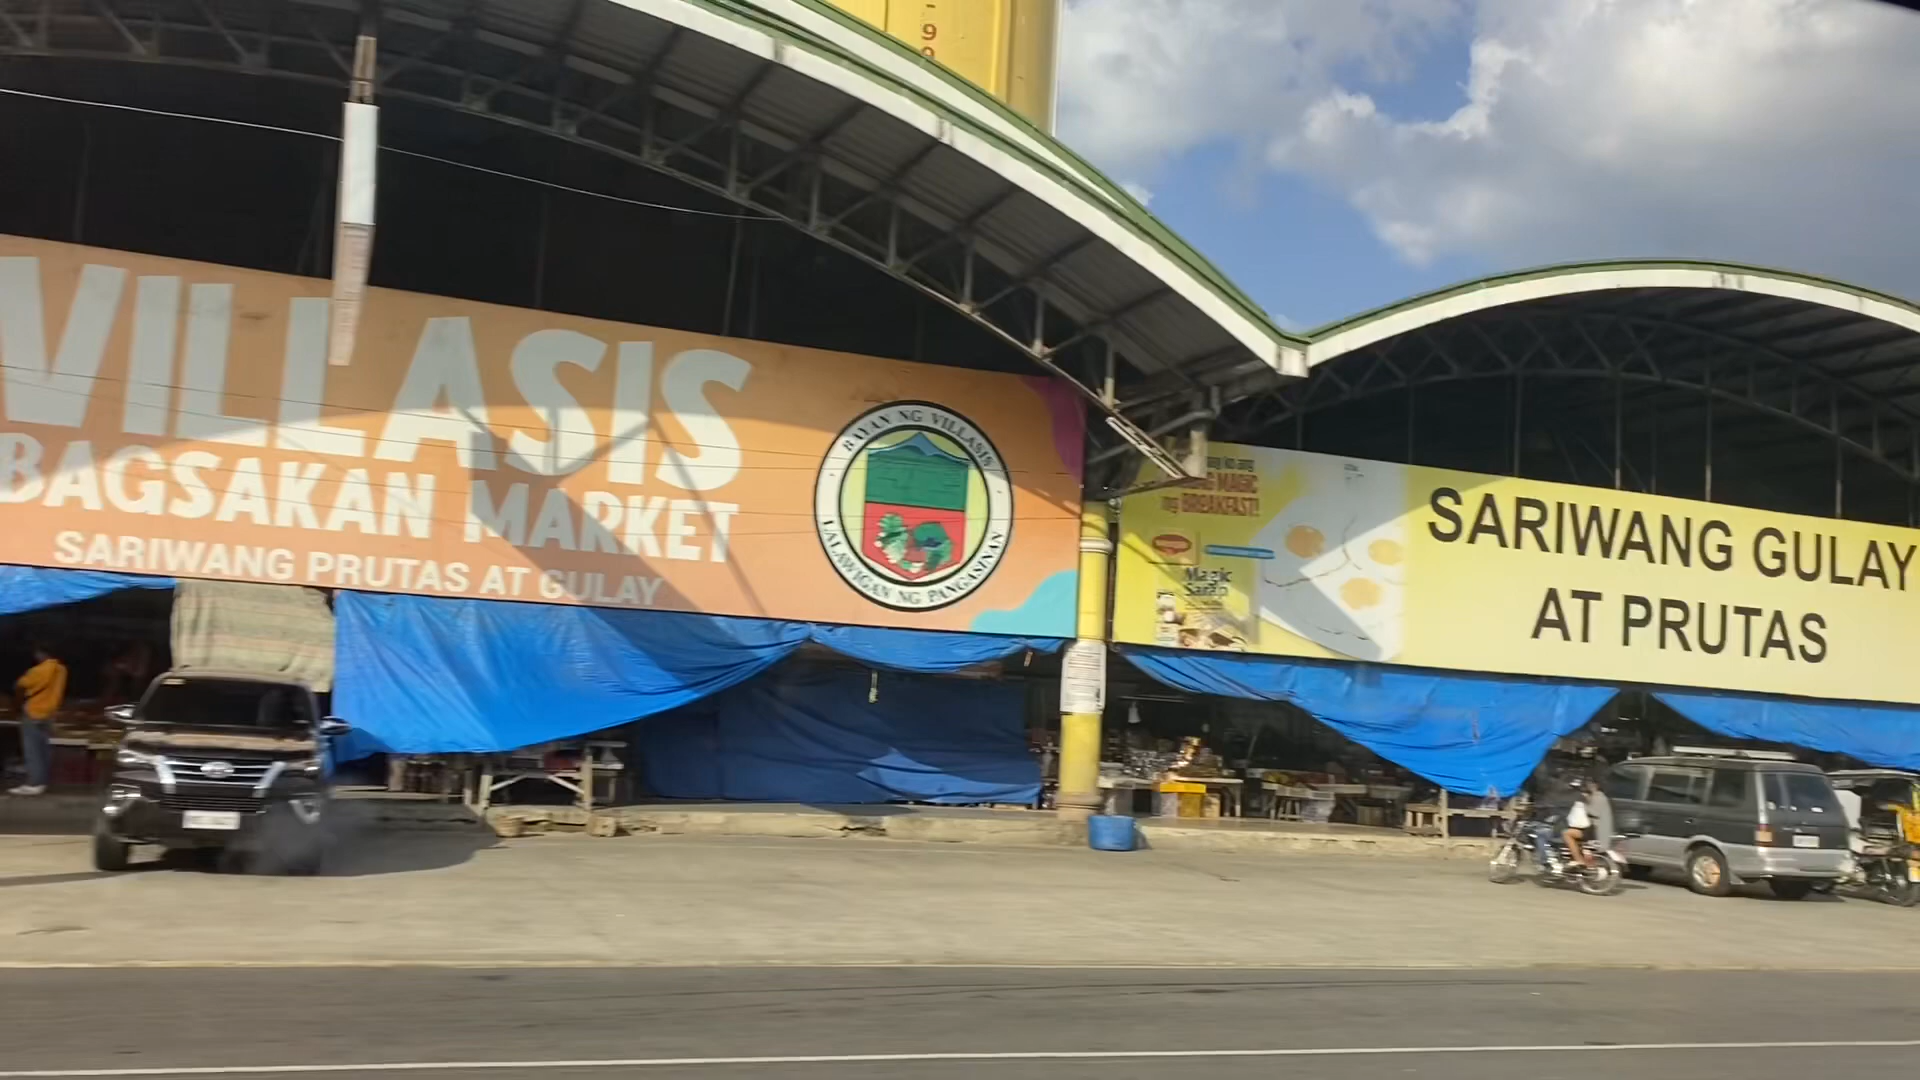 -90
VILLASIS
BAGSAKAN MARKET
SARIWANG PRUTAS AT GULAY
BAYAN NG VILLASIS
LALAWIGAN NG PANGASINAN
MAGIC
ng BREAKFAST!
Magic
Sarap
SARIWANG GULAY
AT PRUTAS